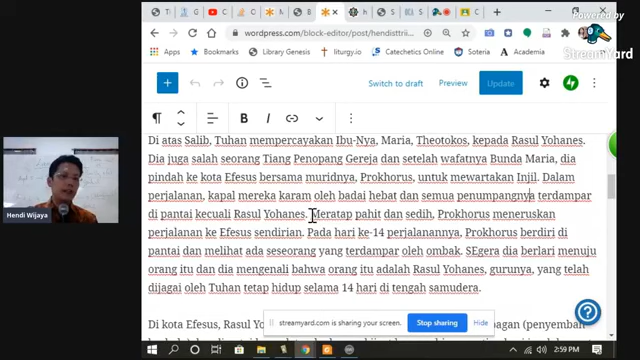 Powered by
StreamYard
wordpress.com/block-editor/post/hendisttrii
Apps
Bookmarks
YouTube
Library Genesis
liturgy.io
Catechetics Online
Soteria
Academia
Switch to draft
Preview
Update
Di atas Salib, Tuhan mempercayakan Ibu-Nya, Maria, Theotokos, kepada Rasul Yohanes.
Dia juga salah seorang Tiang Penopang Gereja dan setelah wafatnya Bunda Maria, dia
pindah ke kota Efesus bersama muridnya, Prokhorus, untuk mewartakan Injil. Dalam
perjalanan, kapal mereka karam oleh badai hebat dan semua penumpangnya terdampar
di pantai kecuali Rasul Yohanes. Meratap pahit dan sedih, Prokhorus meneruskan
perjalanan ke Efesus sendirian. Pada hari ke-14 perjalanannya, Prokhorus berdiri di
pantai dan melihat ada seseorang yang terdampar oleh ombak. SEgera dia berlari menuju
orang itu dan dia mengenali bahwa orang itu adalah Rasul Yohanes, gurunya, yang telah
dijagai oleh Tuhan tetap hidup selama 14 hari di tengah samudera.
Di kota Efesus, Rasul Yo
pagan (penyembah
streamyard.com is sharing your screen.
Stop sharing
Hide
Hendi Wijaya
2:59 PM